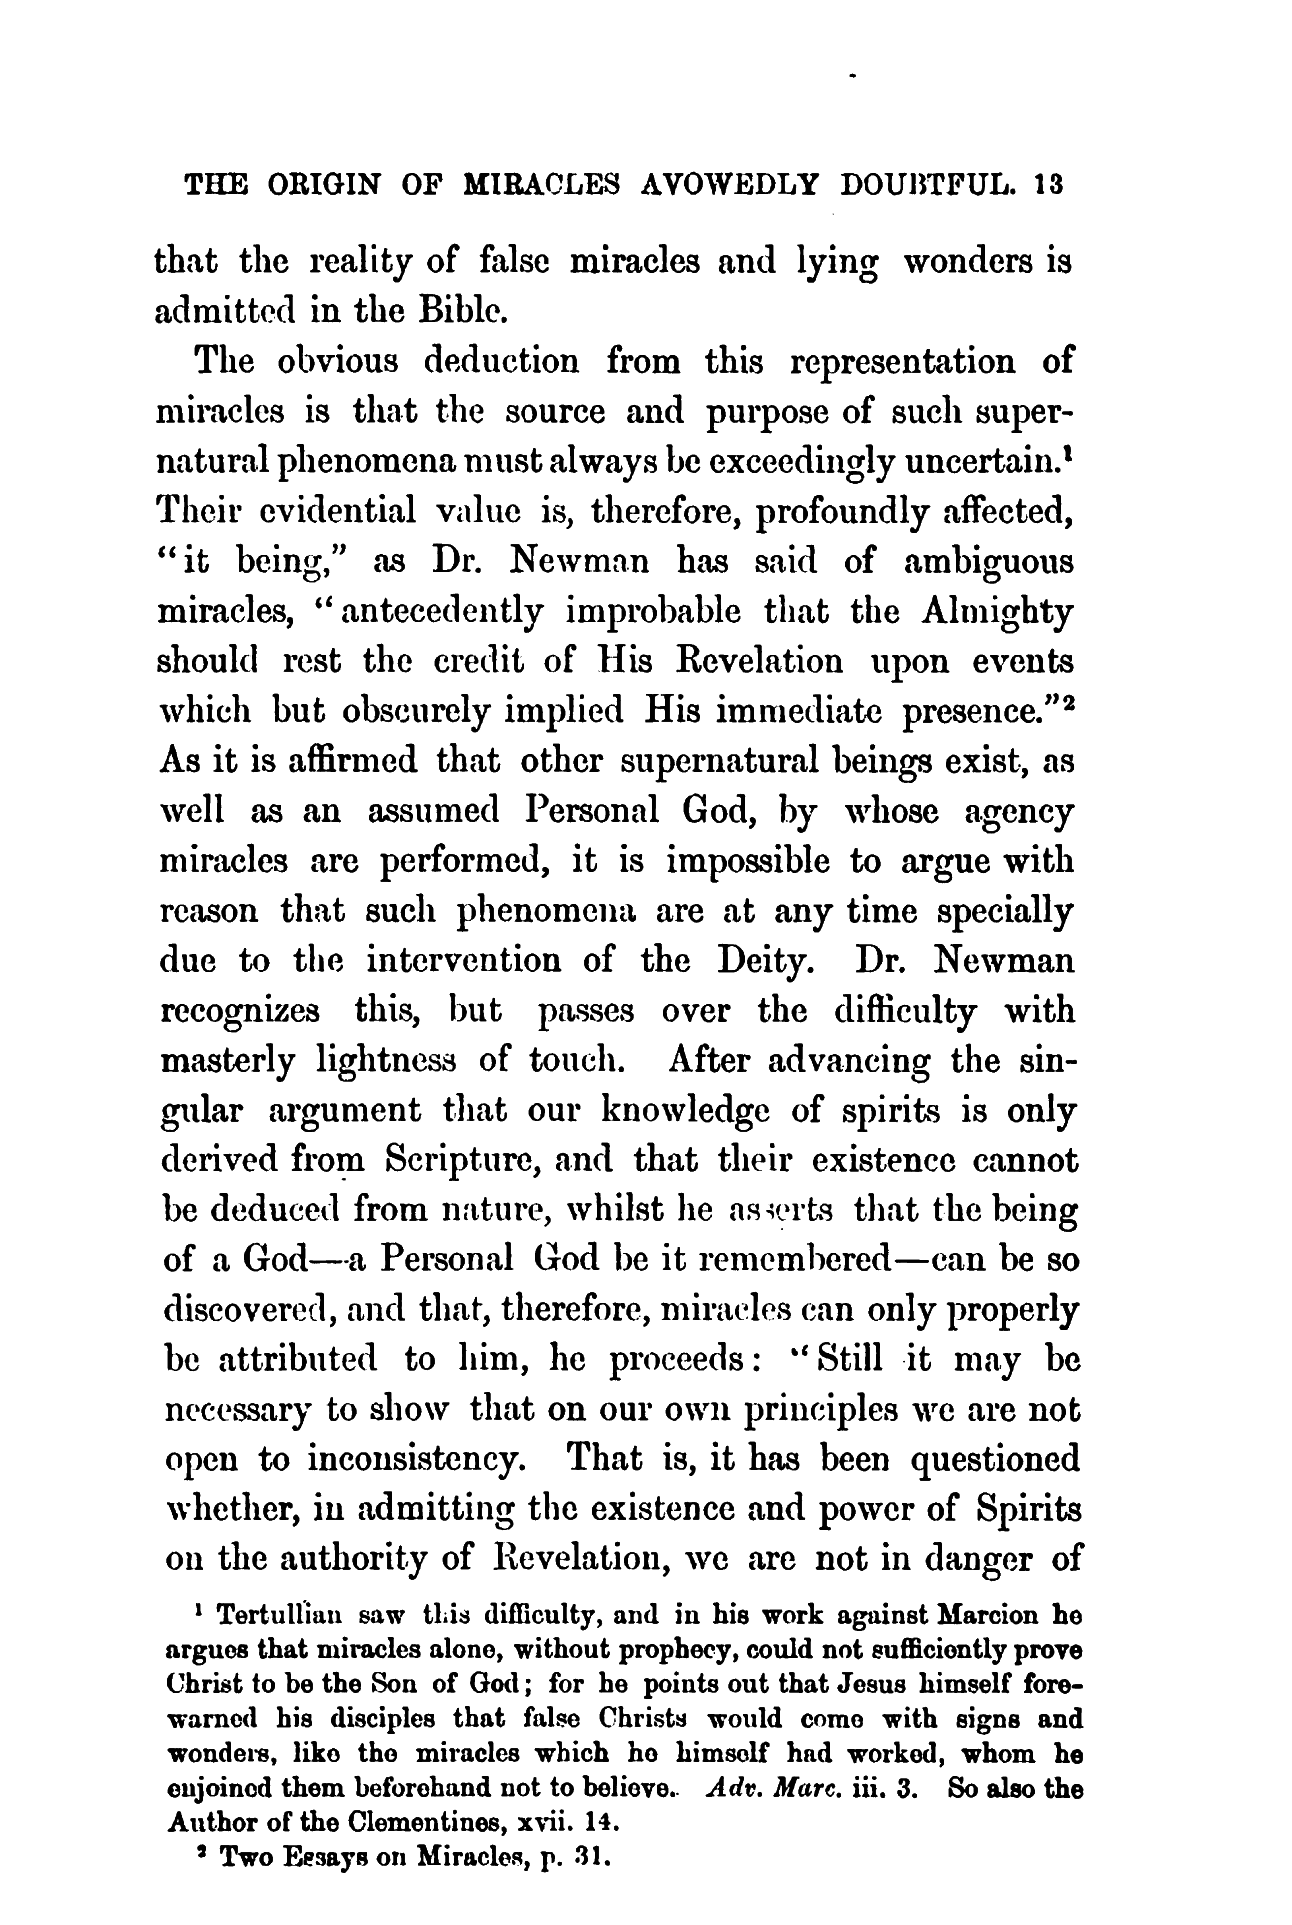 THE ORIGIN OF MIRACLES AVOWEDLY DOUBTFUL. 13
that the reality of false miracles and lying wonders is
admitted in the Bible.
The obvious deduction from this representation of
miracles is that the source and purpose of such super-
natural phenomena must always be exceedingly uncertain.¹
Their evidential value is, therefore, profoundly affected,
“it being,” as Dr. Newman has said of ambiguous
miracles, “antecedently improbable that the Almighty
should rest the credit of His Revelation upon events
which but obscurely implied His immediate presence.”²
As it is affirmed that other supernatural beings exist, as
well as an assumed Personal God, by whose agency
miracles are performed, it is impossible to argue with
reason that such phenomena are at any time specially
due to the intervention of the Deity. Dr. Newman
recognizes this, but passes over the difficulty with
masterly lightness of touch. After advancing the sin-
gular argument that our knowledge of spirits is only
derived from Scripture, and that their existence cannot
be deduced from nature, whilst he asserts that the being
of a God—a Personal God be it remembered—can be so
discovered, and that, therefore, miracles can only properly
be attributed to him, he proceeds: “Still it may be
necessary to show that on our own principles we are not
open to inconsistency. That is, it has been questioned
whether, in admitting the existence and power of Spirits
on the authority of Revelation, we are not in danger of
¹ Tertullian saw this difficulty, and in his work against Marcion he
argues that miracles alone, without prophecy, could not sufficiently prove
Christ to be the Son of God; for he points out that Jesus himself fore-
warned his disciples that false Christs would come with signs and
wonders, like the miracles which he himself had worked, whom he
enjoined them beforehand not to believe. Adv. Marc. iii. 3. So also the
Author of the Clementines, xvii. 14.
² Two Essays on Miracles, p. 31.